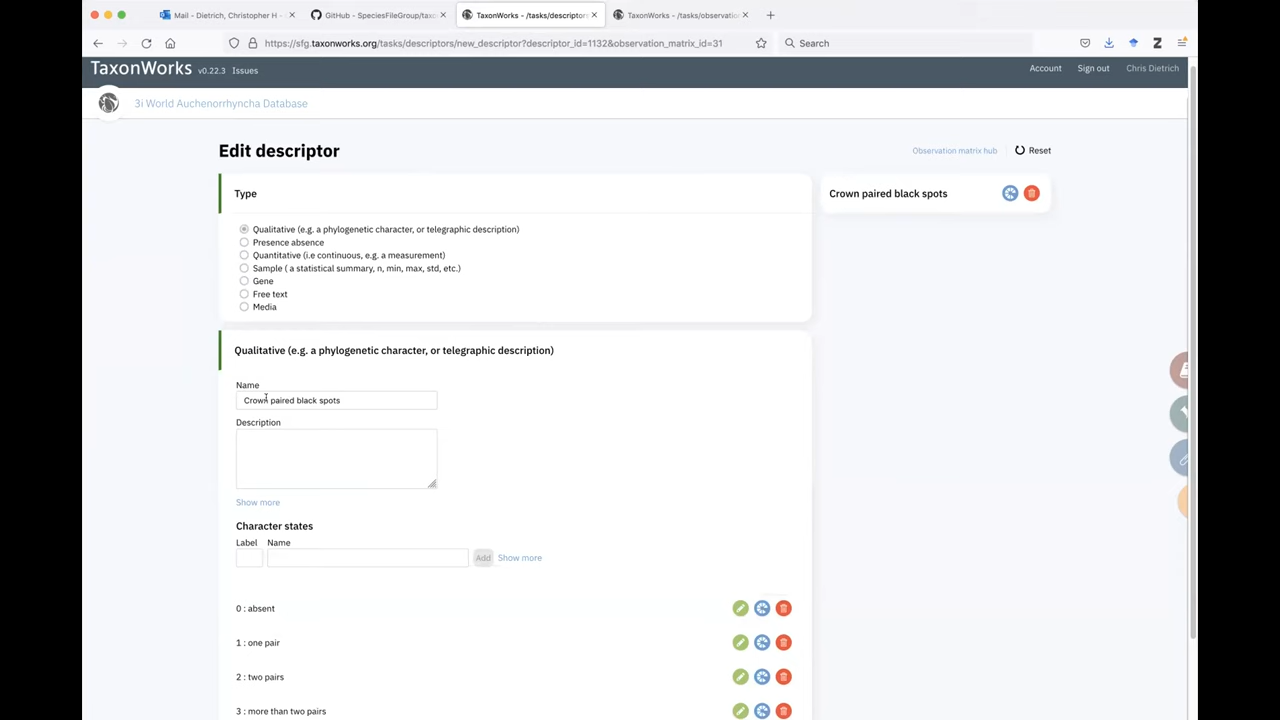 Mail - Dietrich, Christopher H -
GitHub - SpeciesFileGroup/taxon
TaxonWorks - /tasks/descriptors
TaxonWorks - /tasks/observation
https://sfg.taxonworks.org/tasks/descriptors/new_descriptor?descriptor_id=1132&observation_matrix_id=31
Search
TaxonWorks v0.22.3 Issues
Account Sign out Chris Dietrich
3i World Auchenorrhyncha Database
Edit descriptor
Observation matrix hub Reset
Type
Crown paired black spots
Qualitative (e.g. a phylogenetic character, or telegraphic description)
Presence absence
Quantitative (i.e continuous, e.g. a measurement)
Sample ( a statistical summary, n, min, max, std, etc.)
Gene
Free text
Media
Qualitative (e.g. a phylogenetic character, or telegraphic description)
Name
Crown paired black spots
Description
Show more
Character states
Label Name
Add Show more
0 : absent
1 : one pair
2 : two pairs
3 : more than two pairs